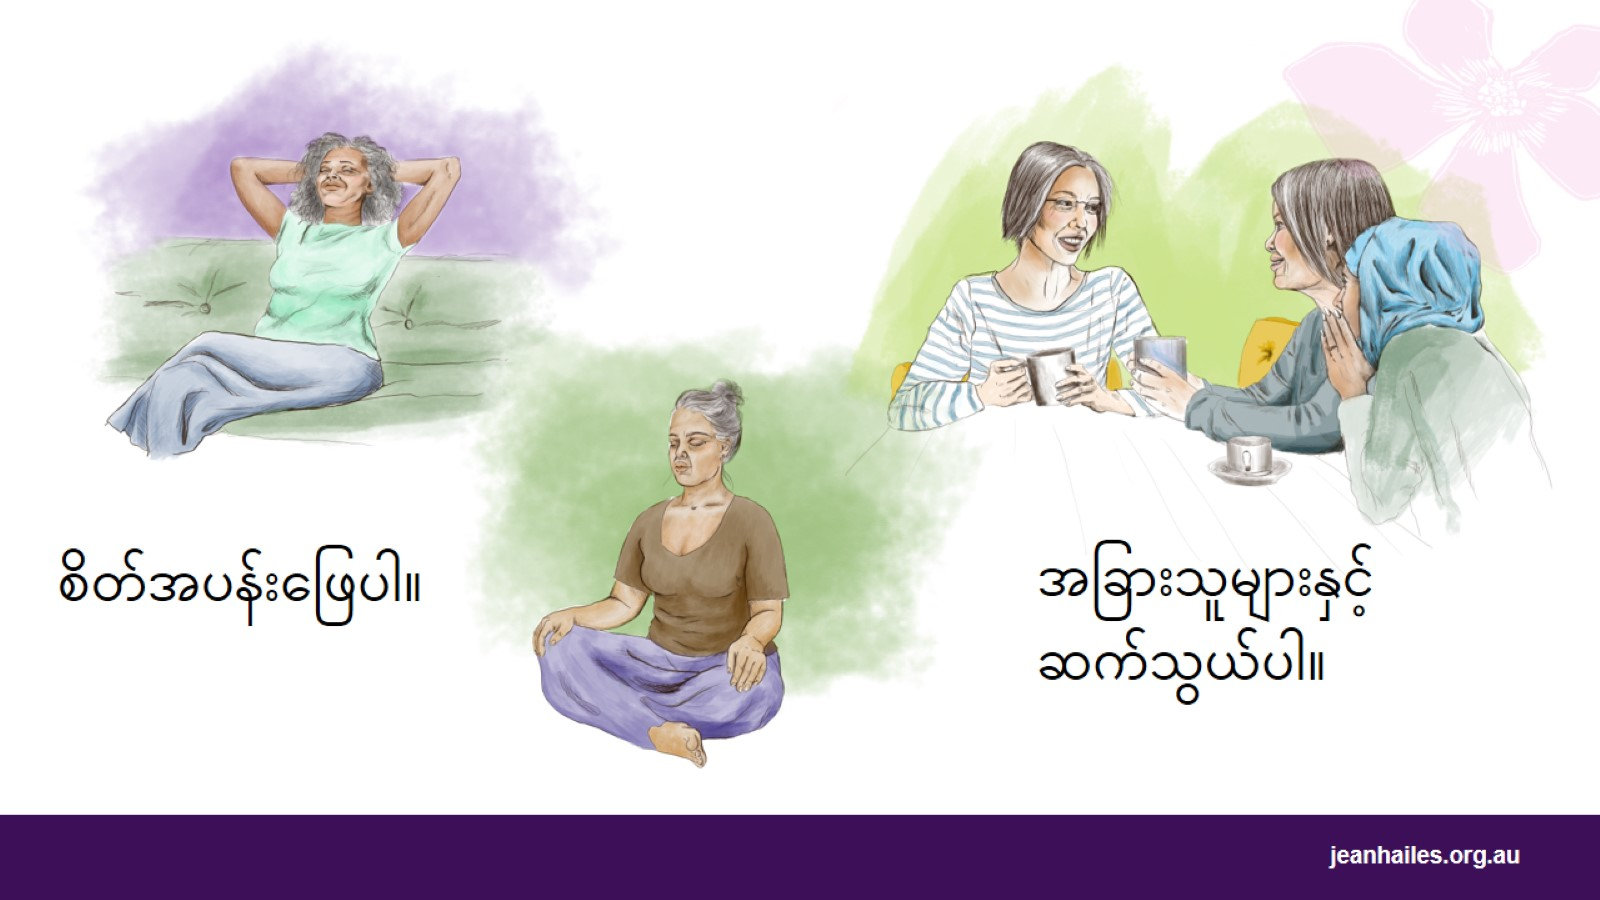 စိတ်အပန်းဖြေပါ။
အခြားသူများနှင့်
ဆက်သွယ်ပါ။
jeanhailes.org.au